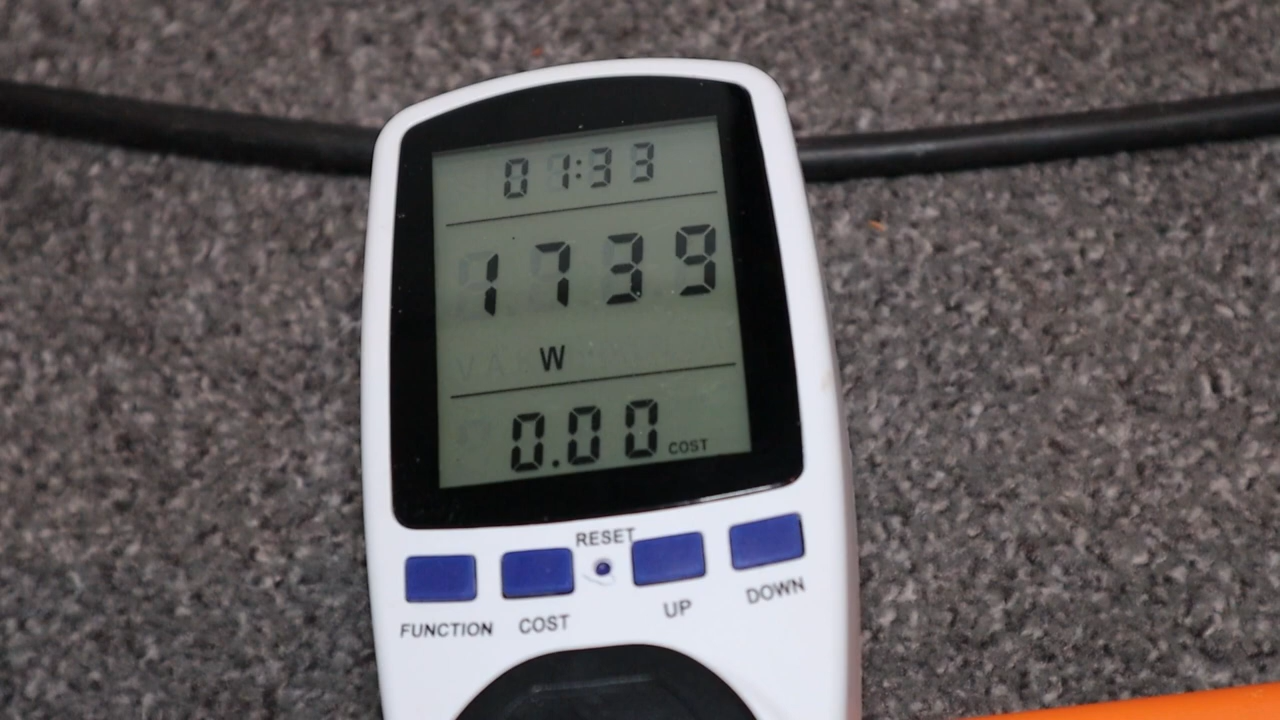 01:33
1739
W
0.00 COST
RESET
FUNCTION COST UP DOWN